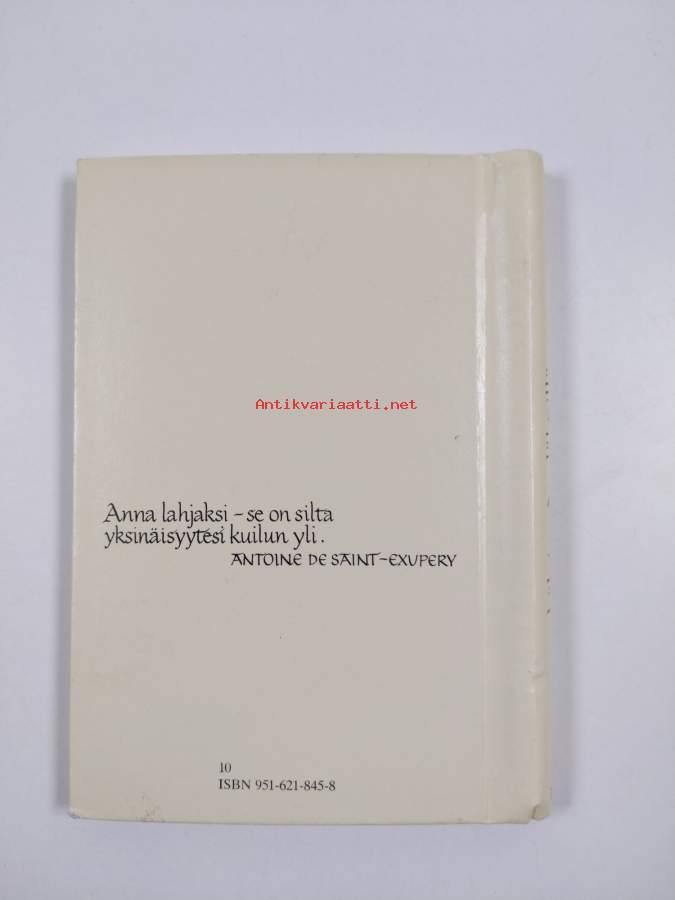 Antikvariaatti.net
Anna lahjaksi – se on silta
yksinäisyytesi kuilun yli.
ANTOINE DE SAINT-EXUPERY
10
ISBN 951-621-845-8